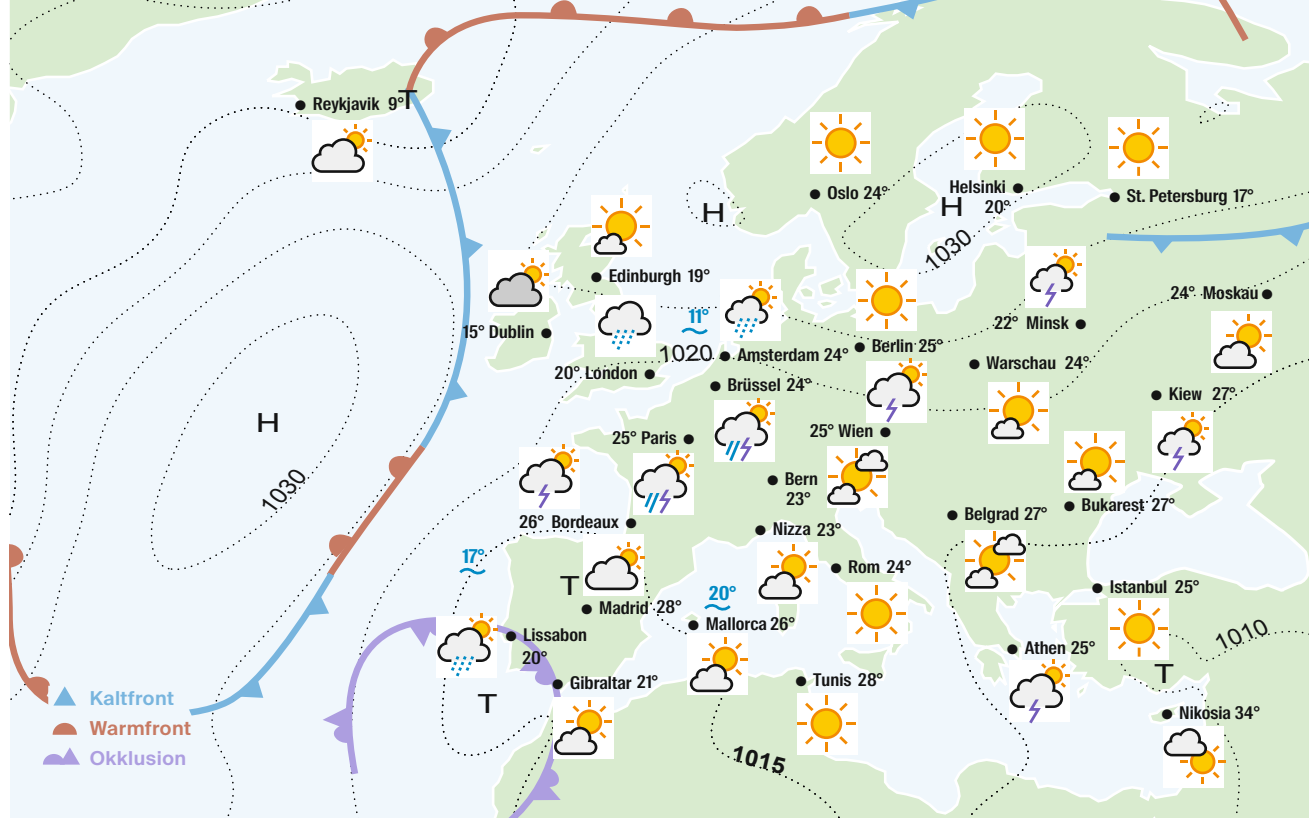 Reykjavik 9°
T
Oslo 24°
Helsinki
20°
H
St. Petersburg 17°
H
1030
Edinburgh 19°
24° Moskau
11°
15° Dublin
22° Minsk
1020
Amsterdam 24°
Berlin 25°
20° London
Warschau 24°
Brüssel 24°
Kiew 27°
H
25° Paris
25° Wien
1030
Bern
23°
Bukarest 27°
26° Bordeaux
Nizza 23°
Belgrad 27°
17°
T
Rom 24°
Istanbul 25°
20°
Madrid 28°
Mallorca 26°
Lissabon
20°
1010
Athen 25°
T
Gibraltar 21°
Tunis 28°
T
Nikosia 34°
1015
Kaltfront
Warmfront
Okklusion